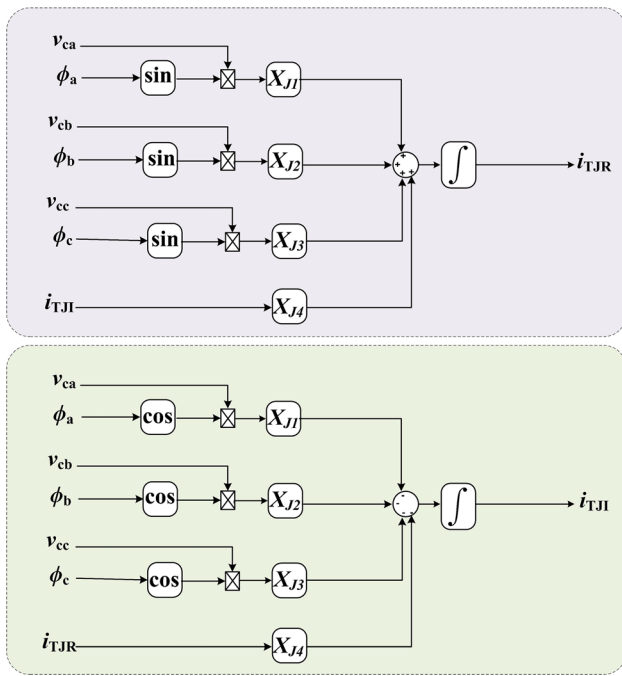 v_ca
ϕ_a sin X_J1
v_cb
ϕ_b sin X_J2 + + + + ∫ i_TJR
v_cc
ϕ_c sin X_J3
i_TJI X_J4
v_ca
ϕ_a cos X_J1
v_cb
ϕ_b cos X_J2 - - - - ∫ i_TJI
v_cc
ϕ_c cos X_J3
i_TJR X_J4